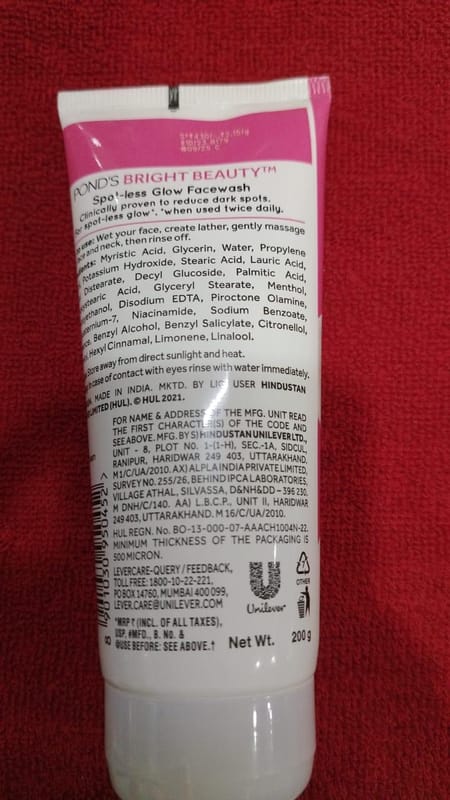 POND'S BRIGHT BEAUTY™
Spot-less Glow Facewash
Clinically proven to reduce dark spots,
for spot-less glow*. *when used twice daily.
use: Wet your face, create lather, gently massage
and neck, then rinse off.
Myristic Acid, Glycerin, Water, Propylene
Potassium Hydroxide, Stearic Acid, Lauric Acid,
Distearate, Decyl Glucoside, Palmitic Acid,
Acid, Glyceryl Stearate, Menthol,
Disodium EDTA, Piroctone Olamine,
Niacinamide, Sodium Benzoate,
Benzyl Alcohol, Benzyl Salicylate, Citronellol,
Hexyl Cinnamal, Limonene, Linalool.
Store away from direct sunlight and heat.
in case of contact with eyes rinse with water immediately.
MADE IN INDIA. MKTD. BY LIC USER HINDUSTAN
LIMITED (HUL). © HUL 2021.
FOR NAME & ADDRESS OF THE MFG. UNIT READ
THE FIRST CHARACTER(S) OF THE CODE AND
SEE ABOVE. MFG. BY S) HINDUSTAN UNILEVER LTD.,
UNIT - 8, PLOT No. 1-(1-H), SEC.-1A, SIDCUL,
RANIPUR, HARIDWAR 249 403, UTTARAKHAND.
M 1/C/UA/2010. AX) ALPLA INDIA PRIVATE LIMITED,
SURVEY NO. 255/26, BEHIND IPCA LABORATORIES,
VILLAGE ATHAL, SILVASSA, D&NH&DD – 396 230.
M DNH/C/140. AA) L.B.C.P., UNIT II, HARIDWAR
249 403, UTTARAKHAND. M 16/C/UA/2010.
HUL REGN. No. BO-13-000-07-AAACH1004N-22.
MINIMUM THICKNESS OF THE PACKAGING IS
500 MICRON.
LEVERCARE-QUERY / FEEDBACK,
TOLL FREE: 1800-10-22-221,
PO BOX 14760, MUMBAI 400 099,
LEVER.CARE@UNILEVER.COM
8 901030 950452 >
Unilever
7
OTHER
*MRP ₹ (INCL. OF ALL TAXES),
USP, #MFD., B. No. &
@USE BEFORE: SEE ABOVE.†
Net Wt. 200 g